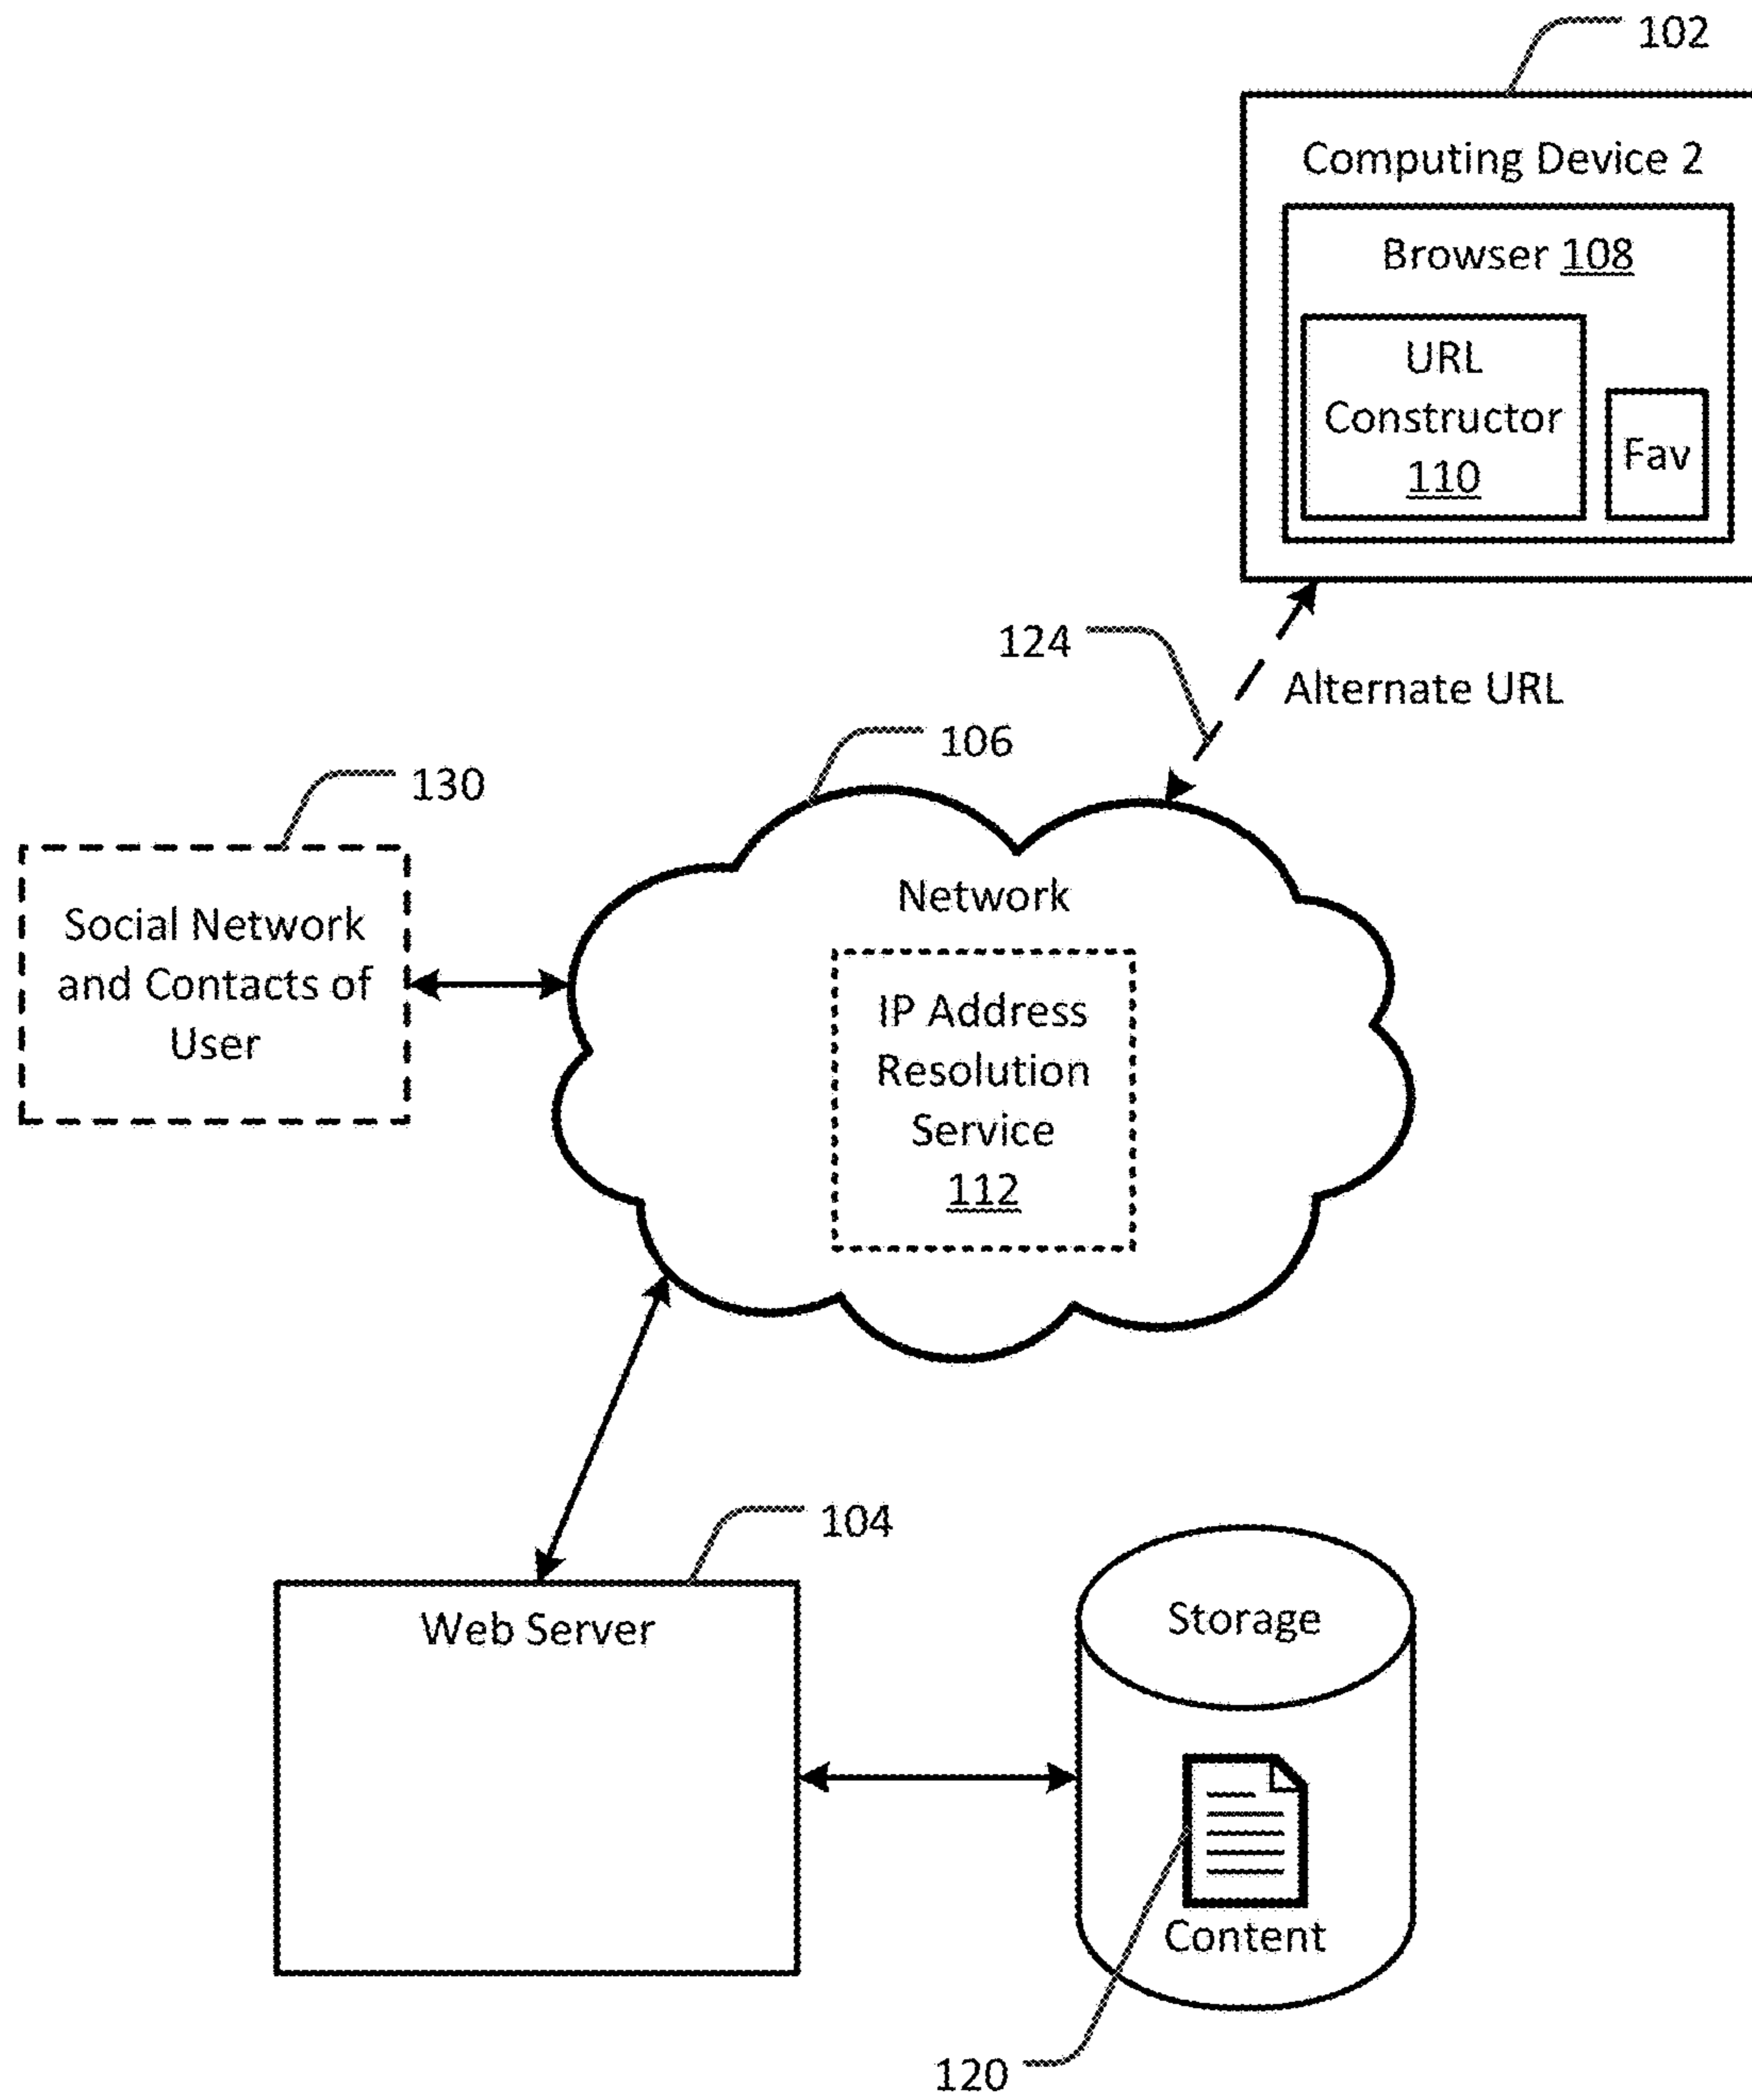 102
Computing Device 2
Browser 108
URL
Constructor
110
Fav
124
Alternate URL
106
130
Network
Social Network
and Contacts of
User
IP Address
Resolution
Service
112
104
Web Server
Storage
Content
120